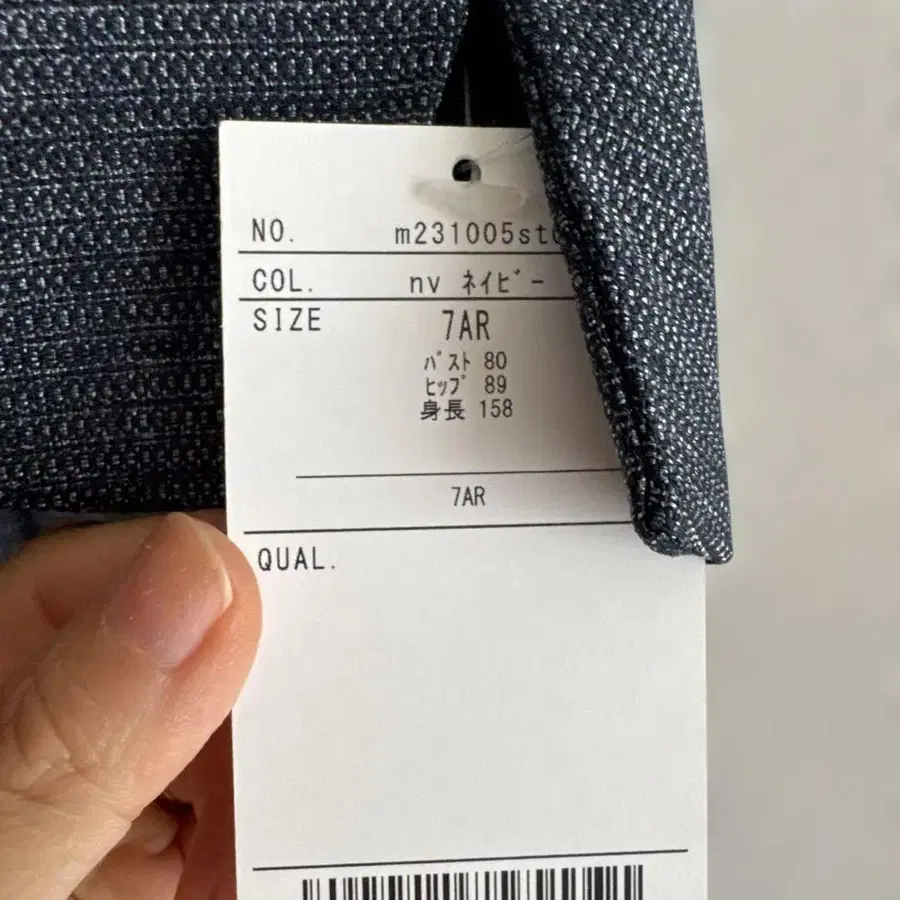 NO. m231005st
COL. nv ﾈｲﾋﾞｰ
SIZE 7AR
ﾊﾞｽﾄ 80
ﾋｯﾌﾟ 89
身長 158
7AR
QUAL.